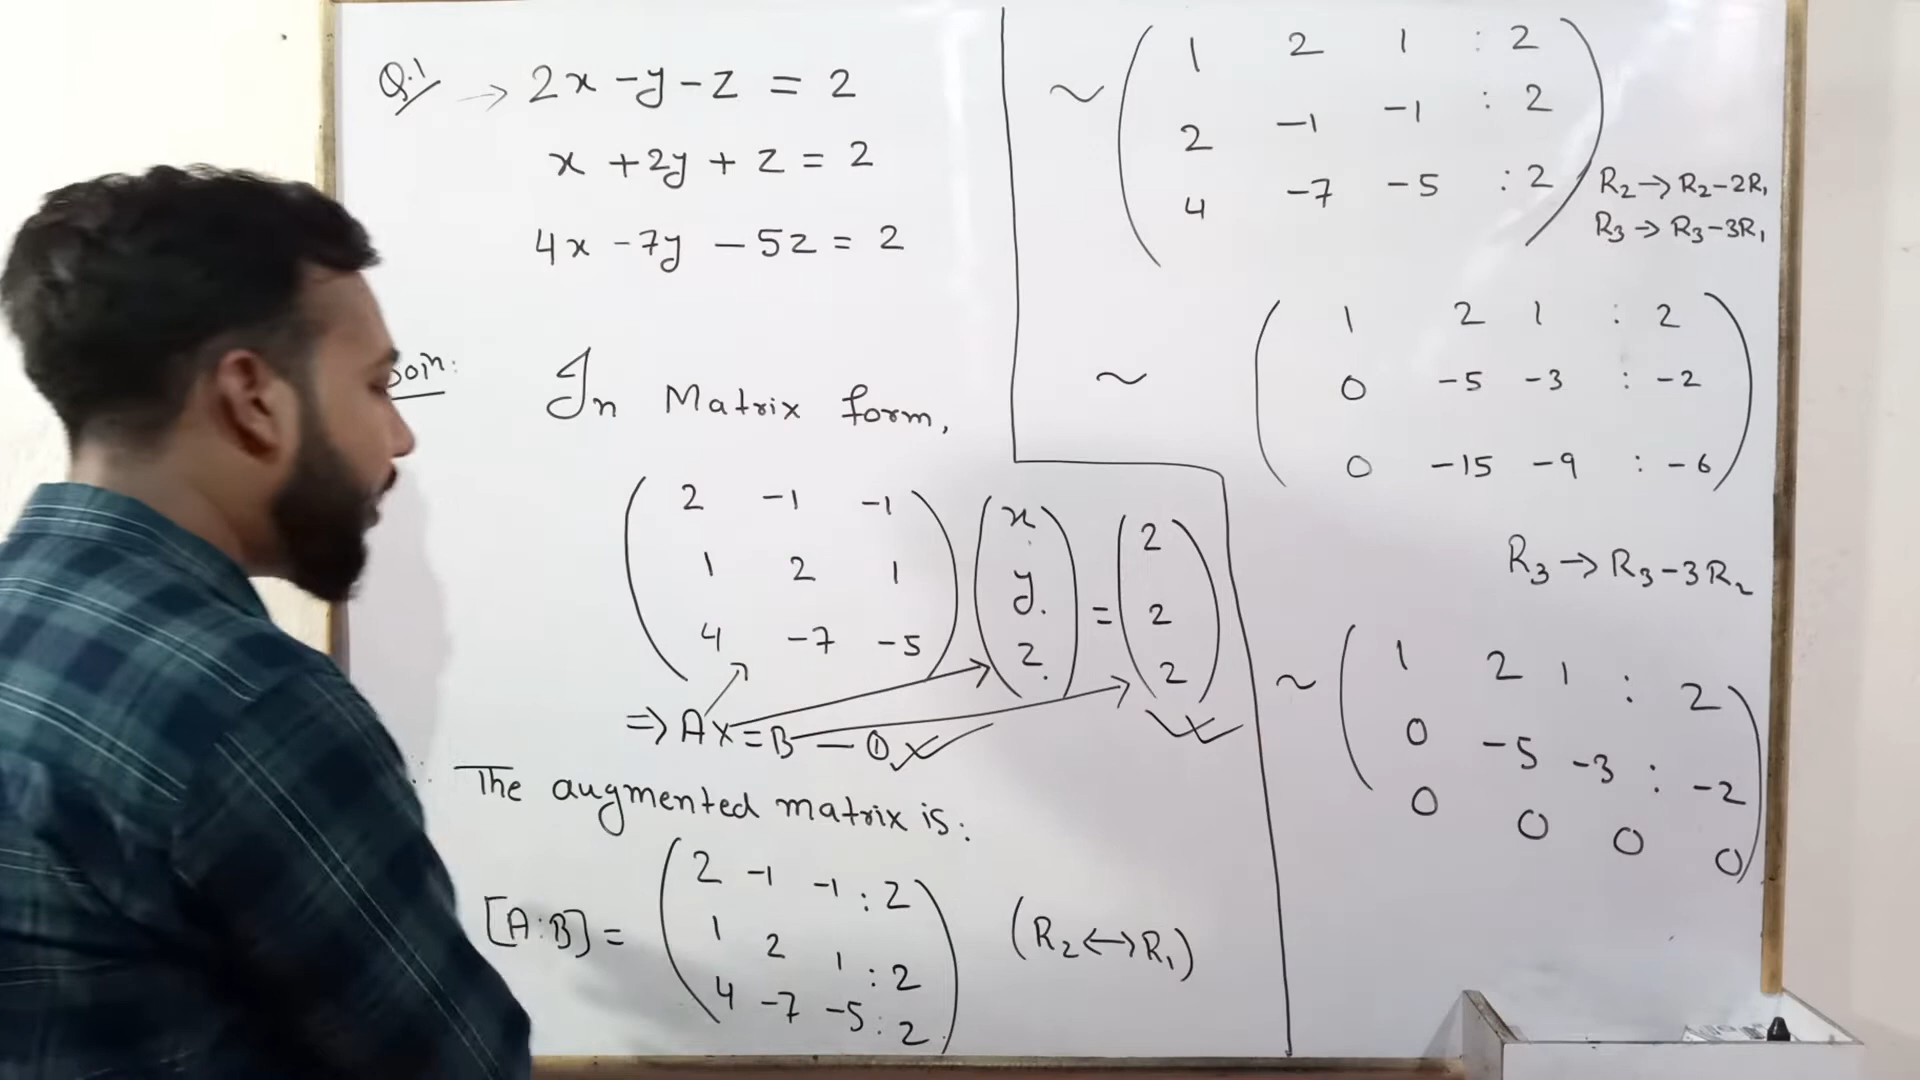 Q.1 → 2x - y - z = 2
x + 2y + z = 2
4x - 7y - 5z = 2
Soln:
In Matrix form,
2 -1 -1 x 2
1 2 1 y. = 2
4 -7 -5 z. 2
⇒ AX = B — ①
∴ The augmented matrix is:
[A:B] =
2 -1 -1 : 2
1 2 1 : 2
4 -7 -5 : 2
(R₂ ↔ R₁)
~
1 2 1 : 2
2 -1 -1 : 2
4 -7 -5 : 2
R₂ → R₂ - 2R₁
R₃ → R₃ - 3R₁
~
1 2 1 : 2
0 -5 -3 : -2
0 -15 -9 : -6
R₃ → R₃ - 3R₂
~
1 2 1 : 2
0 -5 -3 : -2
0 0 0 0